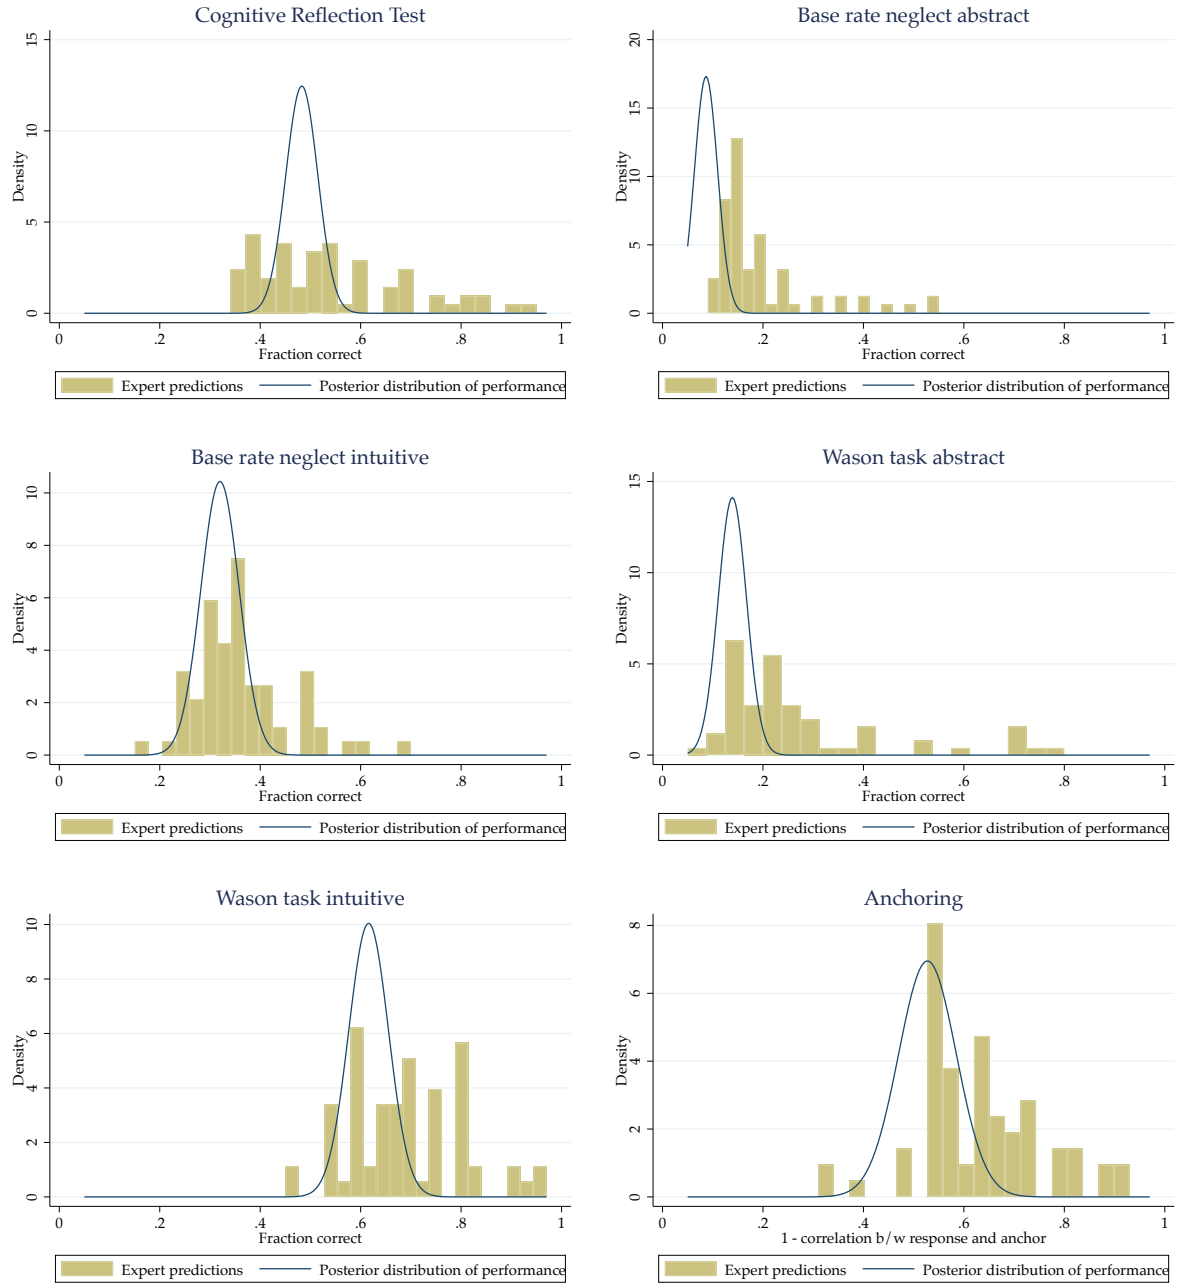 Cognitive Reflection Test
Density
15
10
5
0
0 .2 .4 .6 .8 1
Fraction correct
Expert predictions Posterior distribution of performance
Base rate neglect abstract
Density
20
15
10
5
0
0 .2 .4 .6 .8 1
Fraction correct
Expert predictions Posterior distribution of performance
Base rate neglect intuitive
Density
10
8
6
4
2
0
0 .2 .4 .6 .8 1
Fraction correct
Expert predictions Posterior distribution of performance
Wason task abstract
Density
15
10
5
0
0 .2 .4 .6 .8 1
Fraction correct
Expert predictions Posterior distribution of performance
Wason task intuitive
Density
10
8
6
4
2
0
0 .2 .4 .6 .8 1
Fraction correct
Expert predictions Posterior distribution of performance
Anchoring
Density
8
6
4
2
0
0 .2 .4 .6 .8 1
1 - correlation b/w response and anchor
Expert predictions Posterior distribution of performance